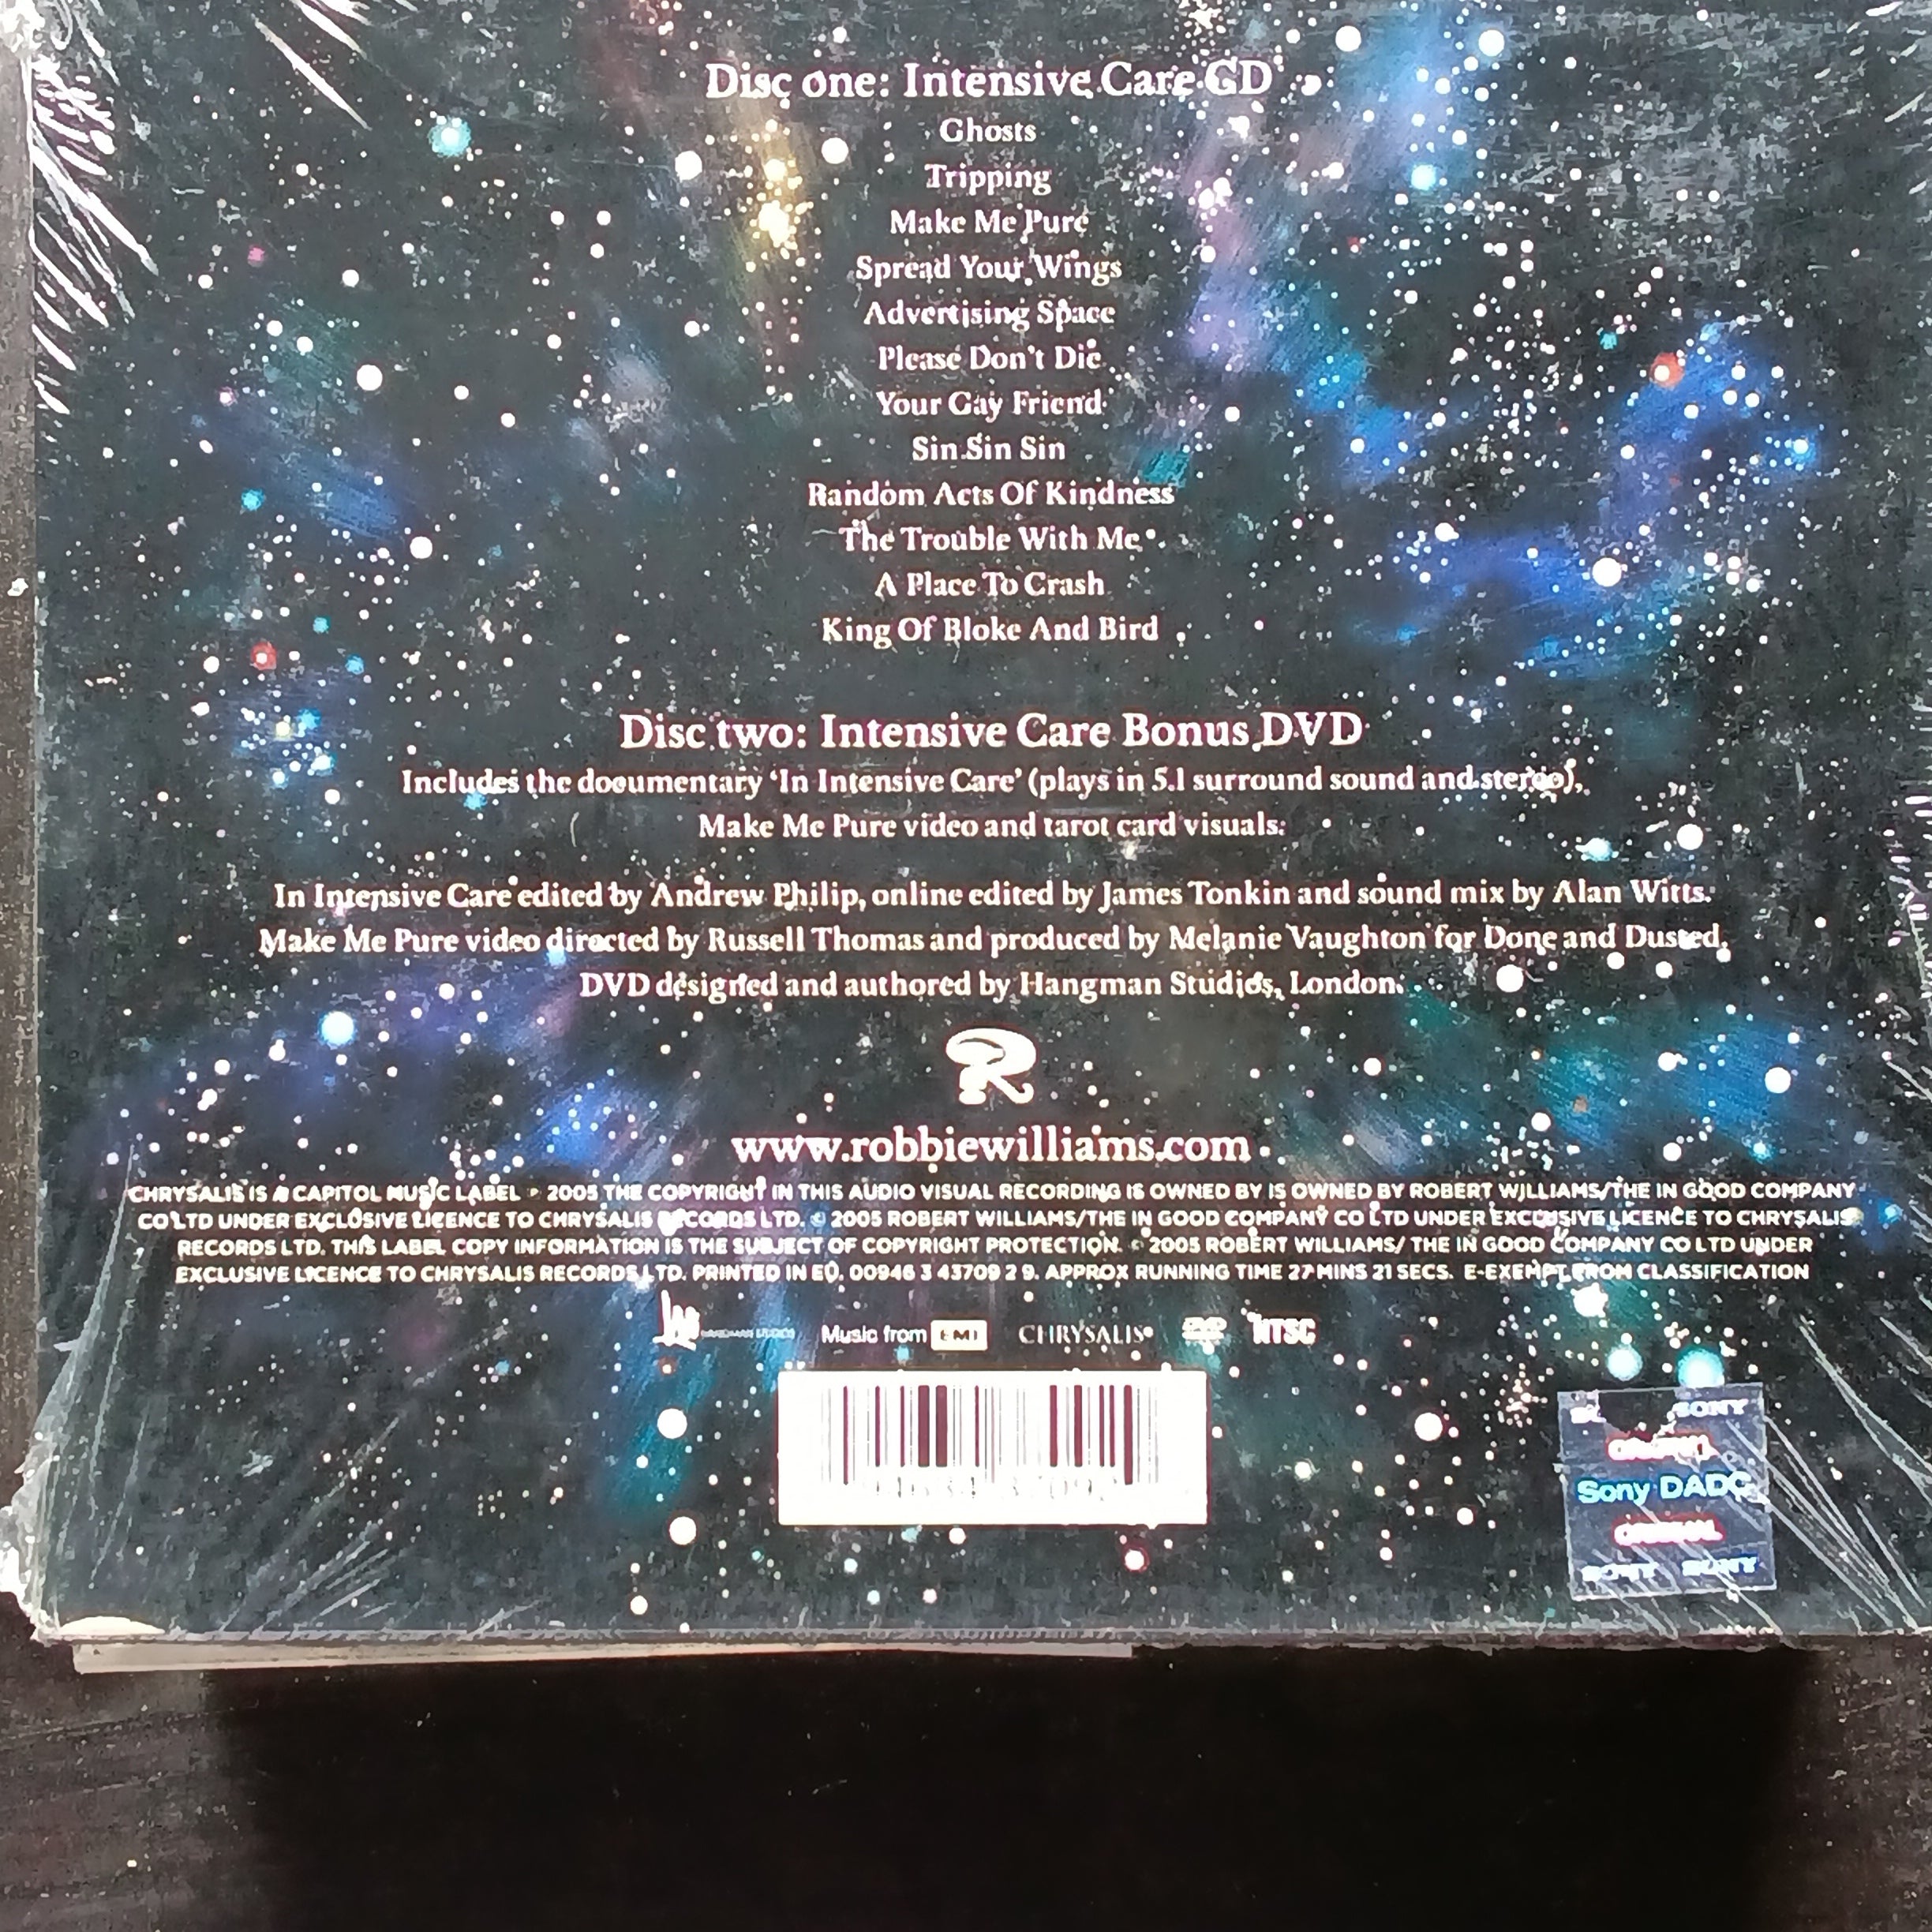 Disc one: Intensive Care CD
Ghosts
Tripping
Make Me Pure
Spread Your Wings
Advertising Space
Please Don't Die
Your Gay Friend
Sin Sin Sin
Random Acts Of Kindness
The Trouble With Me
A Place To Crash
King Of Bloke And Bird
Disc two: Intensive Care Bonus DVD
Includes the documentary 'In Intensive Care' (plays in 5.1 surround sound and stereo),
Make Me Pure video and tarot card visuals.
In Intensive Care edited by Andrew Philip, online edited by James Tonkin and sound mix by Alan Witts.
Make Me Pure video directed by Russell Thomas and produced by Melanie Vaughton for Done and Dusted,
DVD designed and authored by Hangman Studios, London.
R
www.robbiewilliams.com
CHRYSALIS IS A CAPITOL MUSIC LABEL ℗ 2005 THE COPYRIGHT IN THIS AUDIO VISUAL RECORDING IS OWNED BY IS OWNED BY ROBERT WILLIAMS/THE IN GOOD COMPANY
CO LTD UNDER EXCLUSIVE LICENCE TO CHRYSALIS RECORDS LTD. © 2005 ROBERT WILLIAMS/THE IN GOOD COMPANY CO LTD UNDER EXCLUSIVE LICENCE TO CHRYSALIS
RECORDS LTD. THIS LABEL COPY INFORMATION IS THE SUBJECT OF COPYRIGHT PROTECTION. © 2005 ROBERT WILLIAMS/ THE IN GOOD COMPANY CO LTD UNDER
EXCLUSIVE LICENCE TO CHRYSALIS RECORDS LTD. PRINTED IN EU. 00946 3 43709 2 9. APPROX RUNNING TIME 27 MINS 21 SECS. E-EXEMPT FROM CLASSIFICATION
HANGMAN STUDIOS Music from EMI CHRYSALIS® DVD NTSC
SONY
Sony DADC
ORIGINAL
SONY SONY